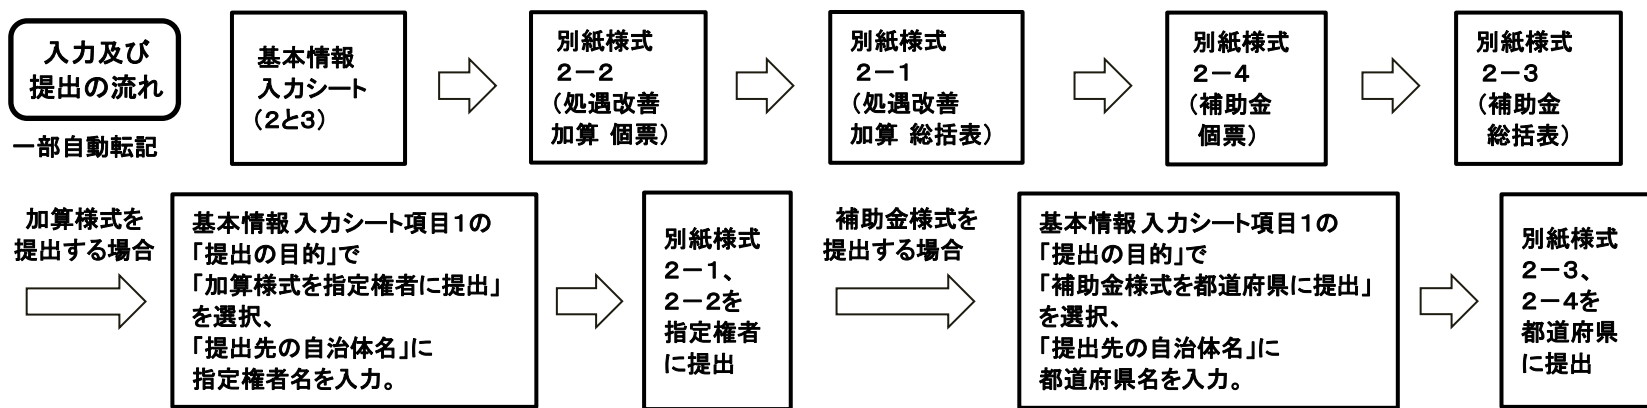 入力及び
提出の流れ
一部自動転記
基本情報
入力シート
(2と3)
別紙様式
2－2
(処遇改善
加算 個票)
別紙様式
2－1
(処遇改善
加算 総括表)
別紙様式
2－4
(補助金
個票)
別紙様式
2－3
(補助金
総括表)
加算様式を
提出する場合
基本情報 入力シート項目1の
「提出の目的」で
「加算様式を指定権者に提出」
を選択、
「提出先の自治体名」に
指定権者名を入力。
別紙様式
2－1、
2－2を
指定権者
に提出
補助金様式を
提出する場合
基本情報 入力シート項目1の
「提出の目的」で
「補助金様式を都道府県に提出」
を選択、
「提出先の自治体名」に
都道府県名を入力。
別紙様式
2－3、
2－4を
都道府県
に提出